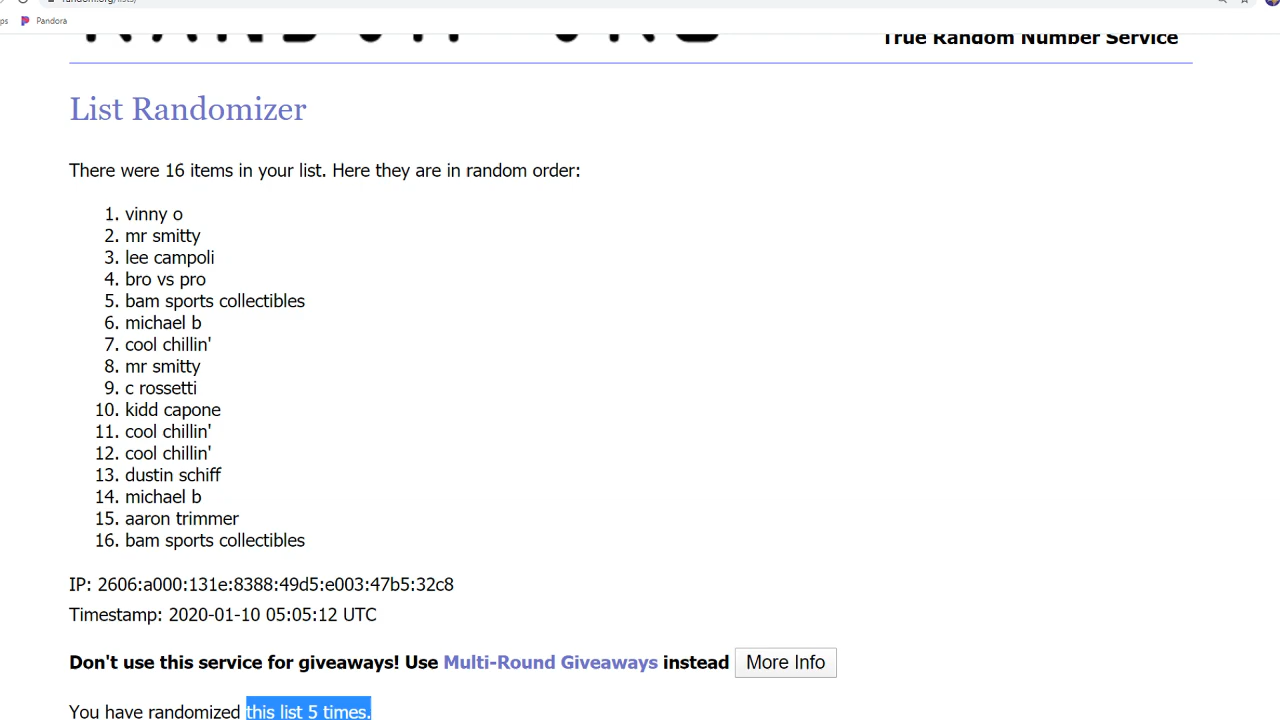 ps Pandora
True Random Number Service
List Randomizer
There were 16 items in your list. Here they are in random order:
1. vinny o
2. mr smitty
3. lee campoli
4. bro vs pro
5. bam sports collectibles
6. michael b
7. cool chillin'
8. mr smitty
9. c rossetti
10. kidd capone
11. cool chillin'
12. cool chillin'
13. dustin schiff
14. michael b
15. aaron trimmer
16. bam sports collectibles
IP: 2606:a000:131e:8388:49d5:e003:47b5:32c8
Timestamp: 2020-01-10 05:05:12 UTC
Don't use this service for giveaways! Use Multi-Round Giveaways instead More Info
You have randomized this list 5 times.